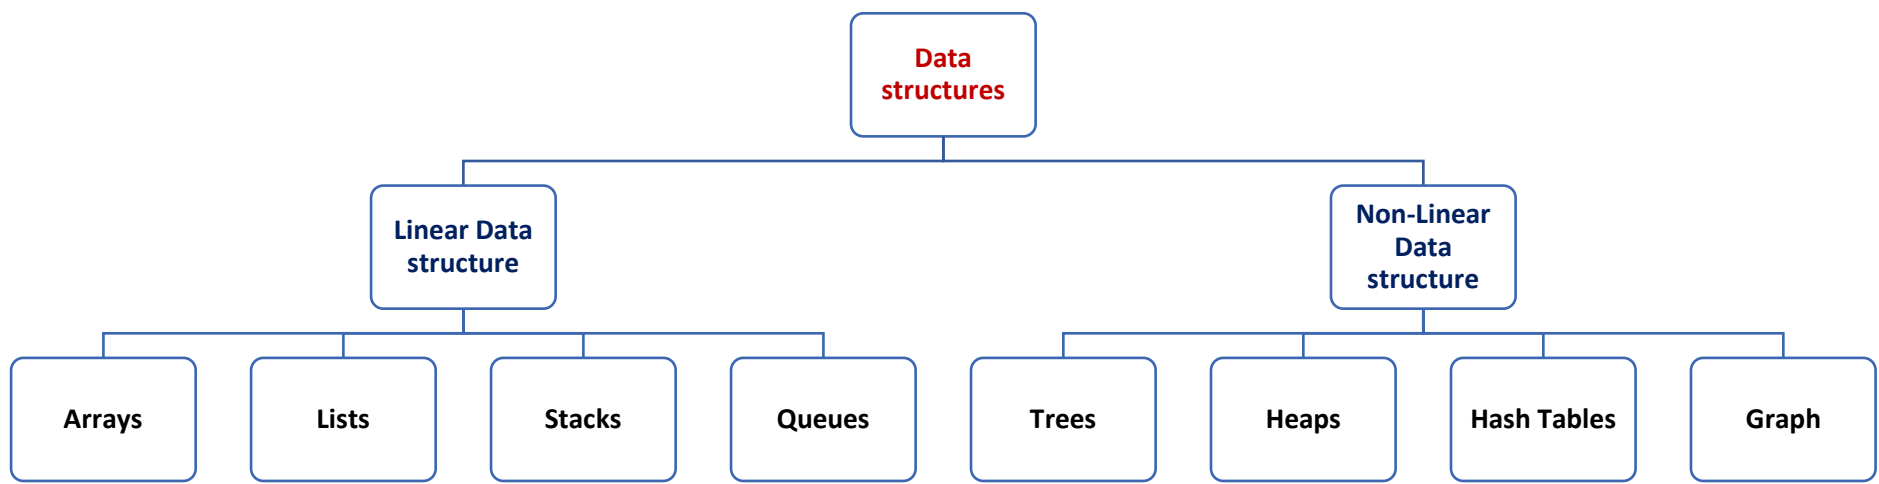 Data
structures
Linear Data
structure
Non-Linear
Data
structure
Arrays
Lists
Stacks
Queues
Trees
Heaps
Hash Tables
Graph